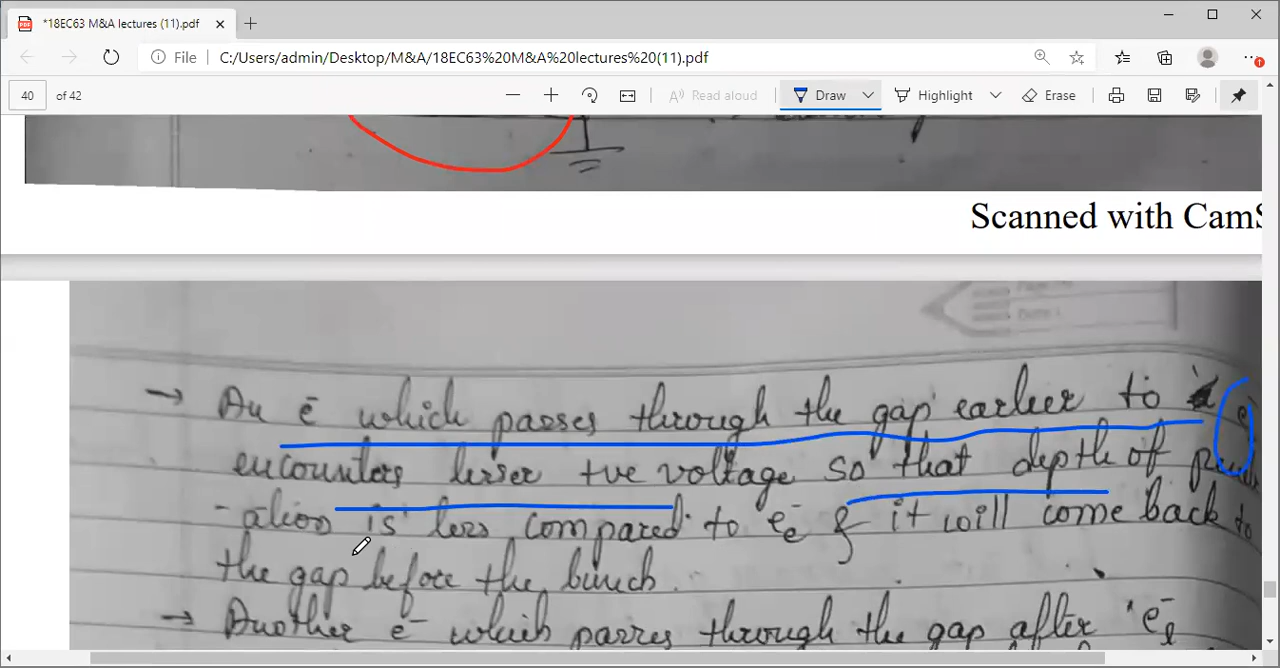 *18EC63 M&A lectures (11).pdf
File C:/Users/admin/Desktop/M&A/18EC63%20M&A%20lectures%20(11).pdf
40 of 42 Read aloud Draw Highlight Erase
Scanned with CamS
→ An ē which passes through the gap earlier to e
encounters lesser +ve voltage so that depth of
-ation is less compared to eē & it will come back to
the gap before the bunch.
→ Another e⁻ which passes through the gap after 'e⁻